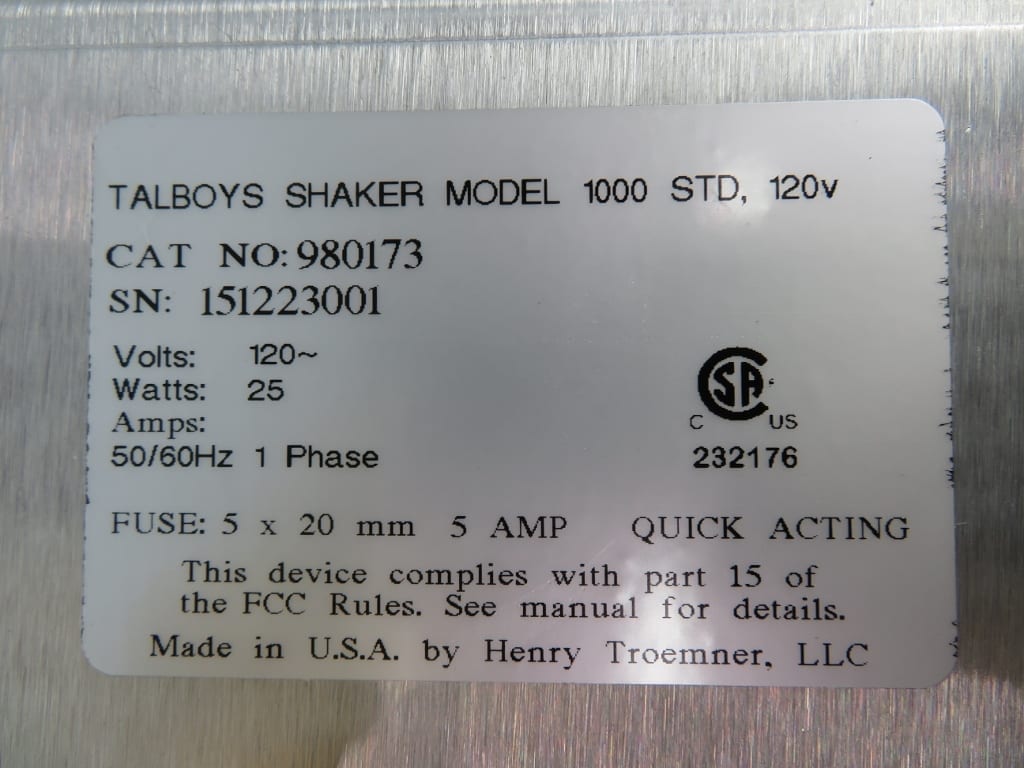 TALBOYS SHAKER MODEL 1000 STD, 120v
CAT NO: 980173
SN: 151223001
Volts: 120~
Watts: 25
Amps:
50/60Hz 1 Phase
CSA
C US
232176
FUSE: 5 x 20 mm 5 AMP QUICK ACTING
This device complies with part 15 of
the FCC Rules. See manual for details.
Made in U.S.A. by Henry Troemner, LLC